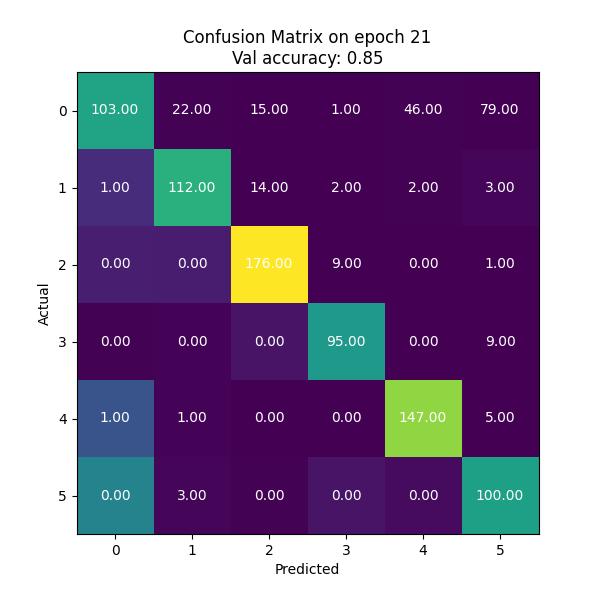 Confusion Matrix on epoch 21
Val accuracy: 0.85
0 103.00 22.00 15.00 1.00 46.00 79.00
1 1.00 112.00 14.00 2.00 2.00 3.00
2 0.00 0.00 176.00 9.00 0.00 1.00
3 0.00 0.00 0.00 95.00 0.00 9.00
4 1.00 1.00 0.00 0.00 147.00 5.00
5 0.00 3.00 0.00 0.00 0.00 100.00
0 1 2 3 4 5
Predicted
Actual